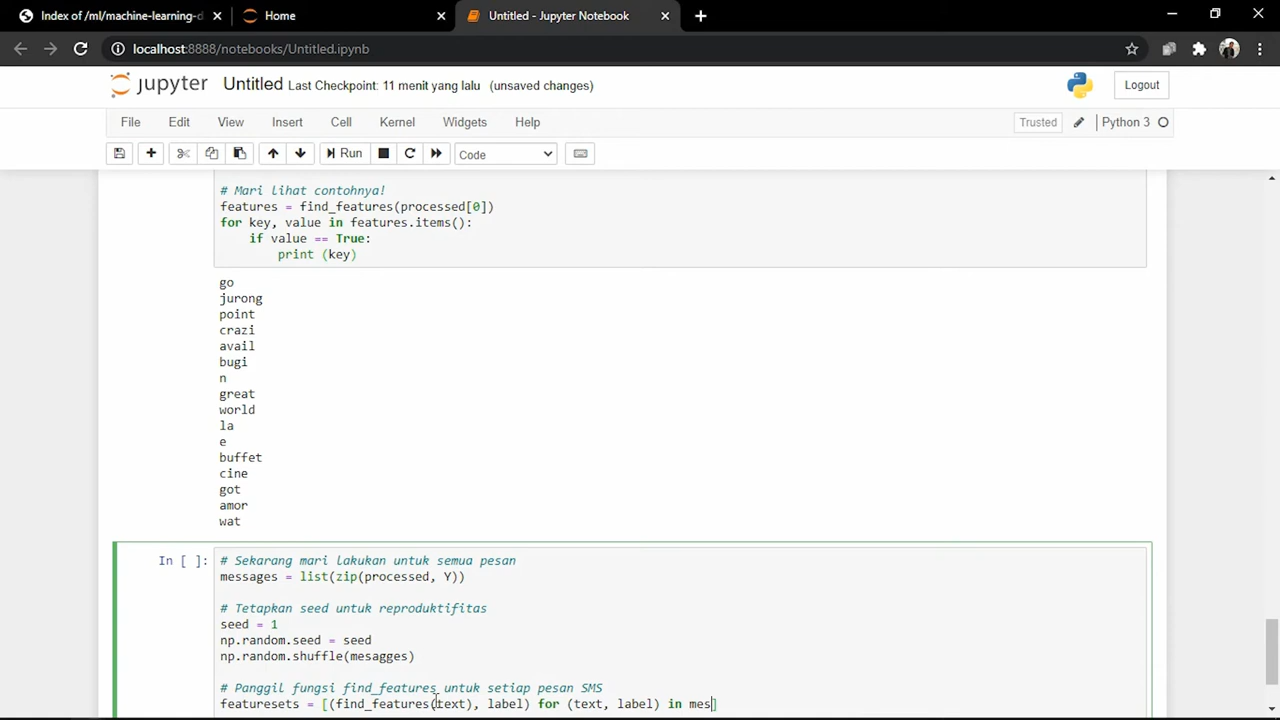 Index of /ml/machine-learning-d
Home
Untitled - Jupyter Notebook
localhost:8888/notebooks/Untitled.ipynb
jupyter Untitled Last Checkpoint: 11 menit yang lalu (unsaved changes)
Logout
File Edit View Insert Cell Kernel Widgets Help
Trusted Python 3
Run Code
# Mari lihat contohnya!
features = find_features(processed[0])
for key, value in features.items():
if value == True:
print (key)
go
jurong
point
crazi
avail
bugi
n
great
world
la
e
buffet
cine
got
amor
wat
In [ ]:
# Sekarang mari lakukan untuk semua pesan
messages = list(zip(processed, Y))
# Tetapkan seed untuk reproduktifitas
seed = 1
np.random.seed = seed
np.random.shuffle(mesagges)
# Panggil fungsi find_features untuk setiap pesan SMS
featuresets = [(find_features(text), label) for (text, label) in mes]